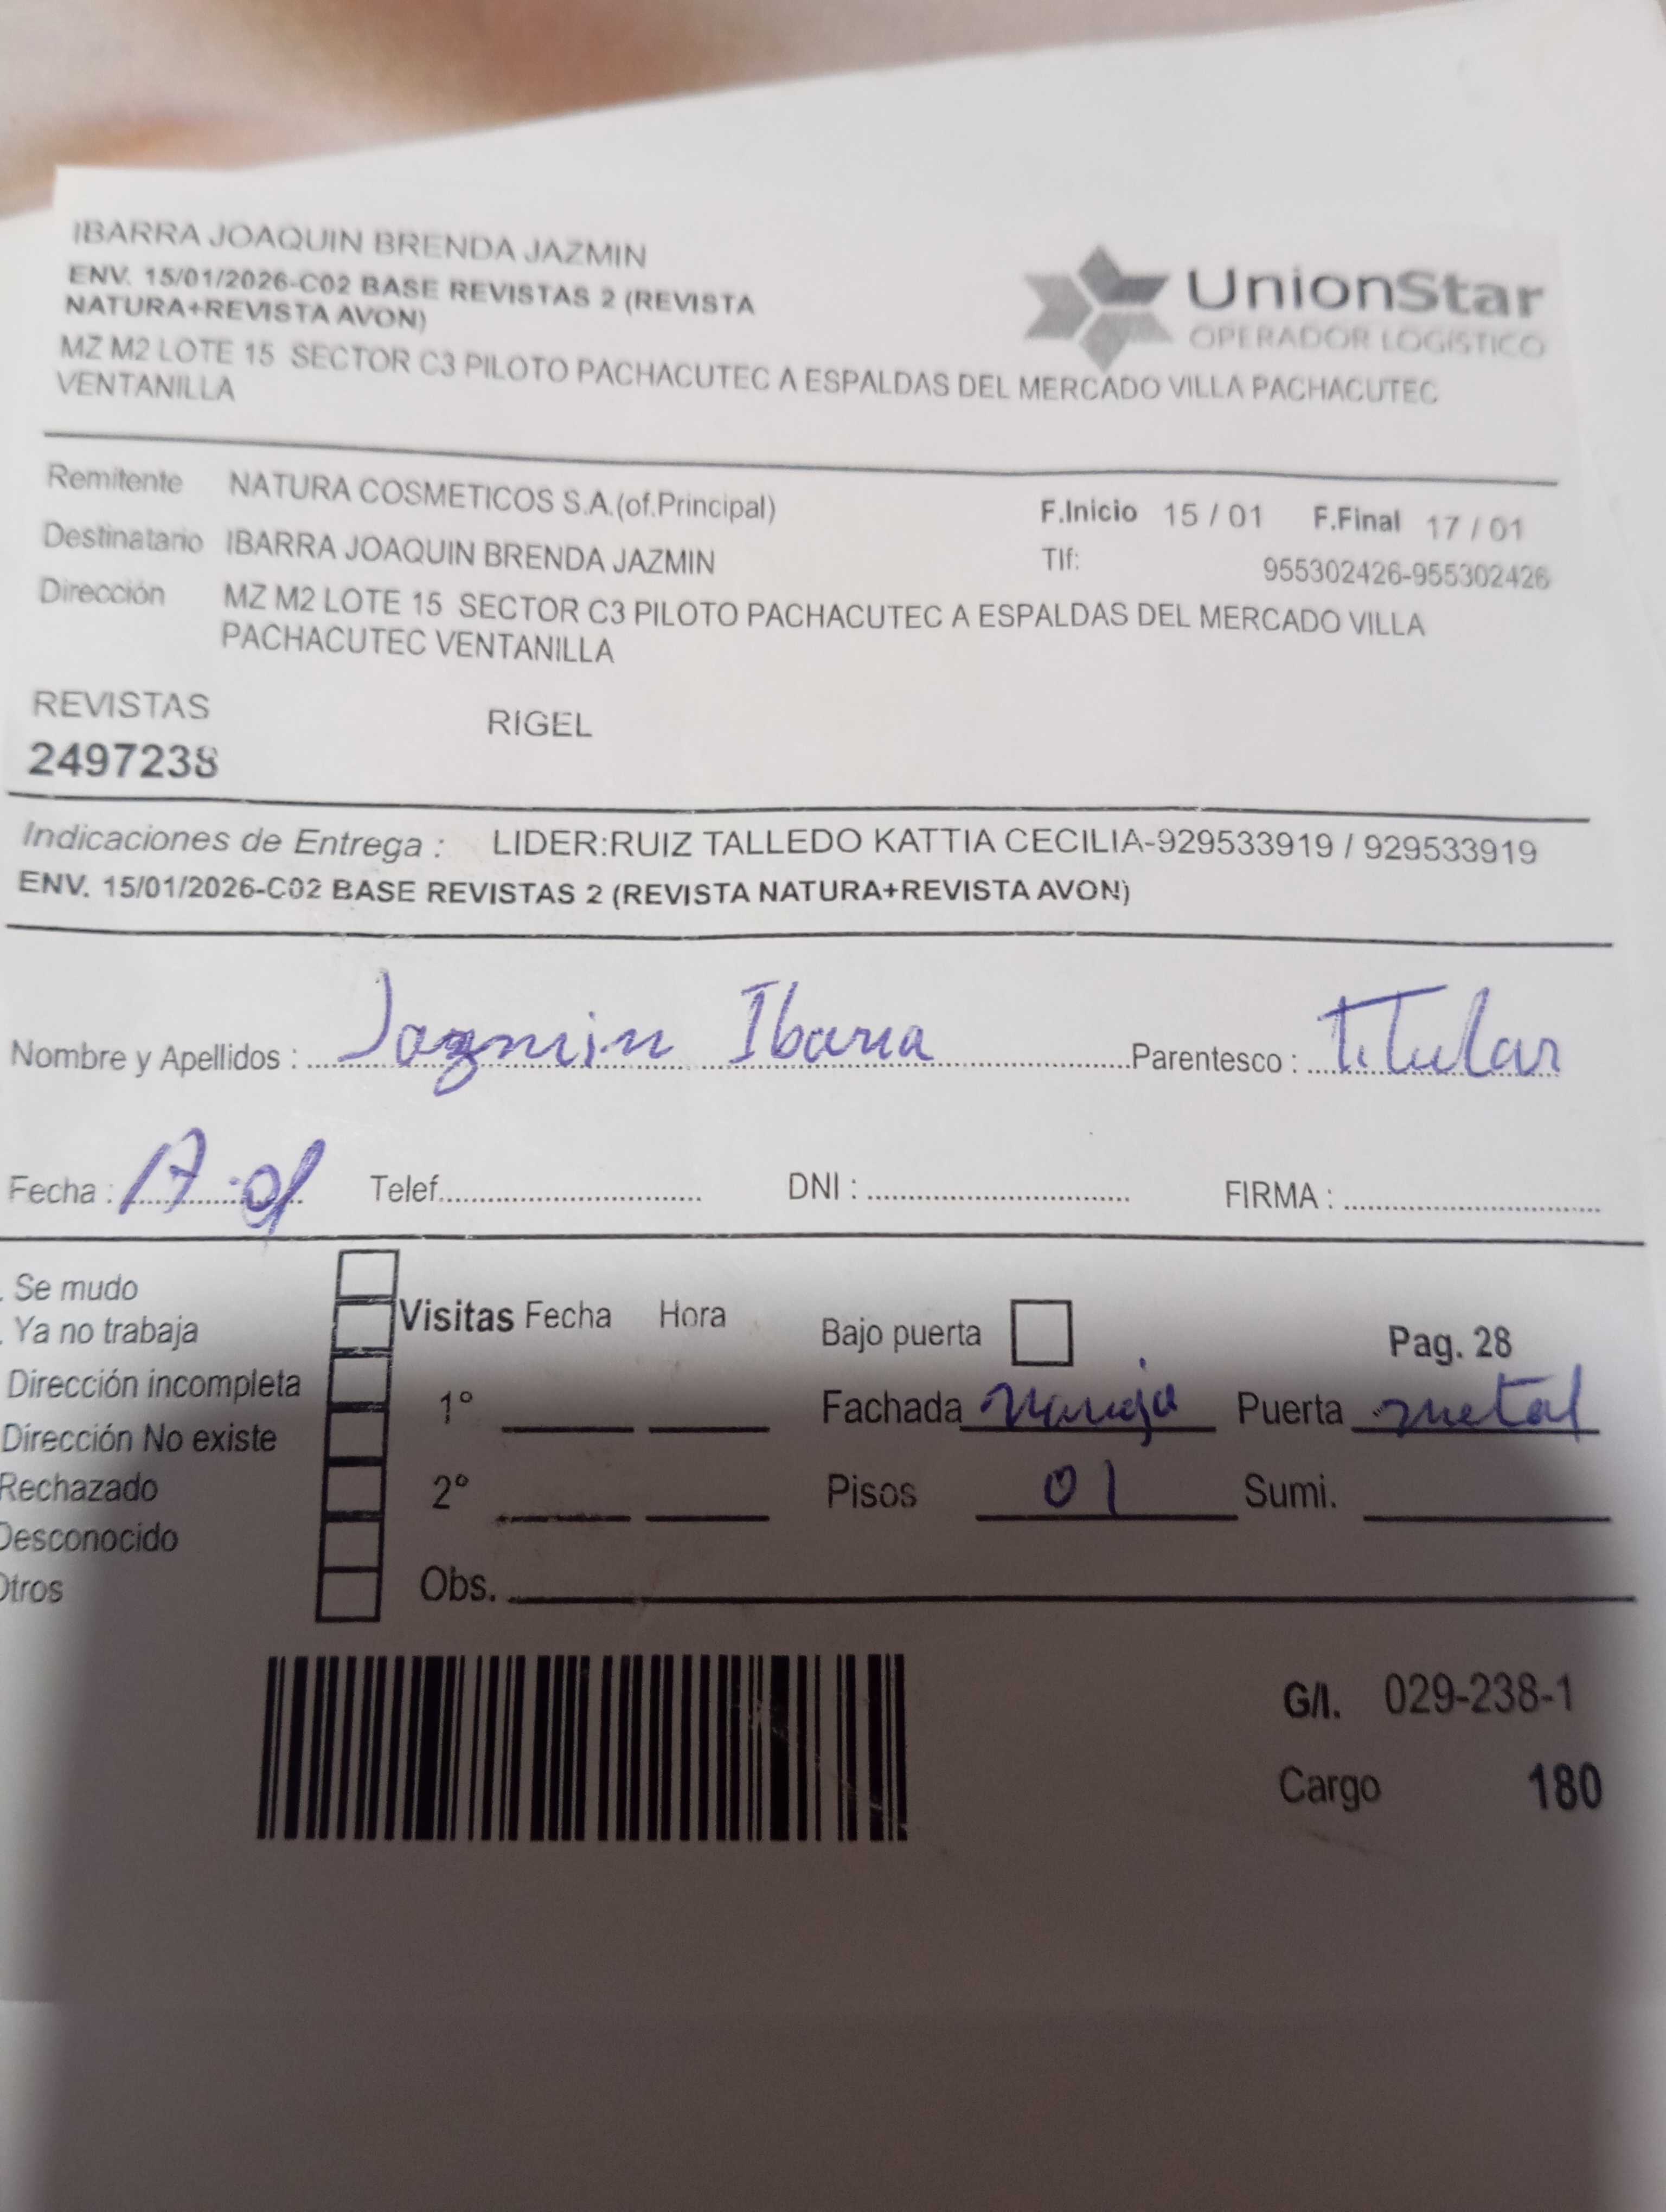 IBARRA JOAQUIN BRENDA JAZMIN
ENV. 15/01/2026-C02 BASE REVISTAS 2 (REVISTA
NATURA+REVISTA AVON)
UnionStar
OPERADOR LOGÍSTICO
MZ M2 LOTE 15 SECTOR C3 PILOTO PACHACUTEC A ESPALDAS DEL MERCADO VILLA PACHACUTEC
VENTANILLA
Remitente NATURA COSMETICOS S.A.(of.Principal) F.Inicio 15 / 01 F.Final 17 / 01
Destinatario IBARRA JOAQUIN BRENDA JAZMIN Tlf: 955302426-955302426
Dirección MZ M2 LOTE 15 SECTOR C3 PILOTO PACHACUTEC A ESPALDAS DEL MERCADO VILLA
PACHACUTEC VENTANILLA
REVISTAS RIGEL
2497238
Indicaciones de Entrega : LIDER:RUIZ TALLEDO KATTIA CECILIA-929533919 / 929533919
ENV. 15/01/2026-C02 BASE REVISTAS 2 (REVISTA NATURA+REVISTA AVON)
Nombre y Apellidos : Jazmin Ibarra Parentesco : Titular
Fecha : 17-01 Telef. DNI : FIRMA :
. Se mudo
. Ya no trabaja
Visitas Fecha Hora Bajo puerta Pag. 28
Dirección incompleta
1° Fachada naranja Puerta metal
Dirección No existe
Rechazado 2° Pisos 01 Sumi.
Desconocido
Otros Obs.
G/I. 029-238-1
Cargo 180